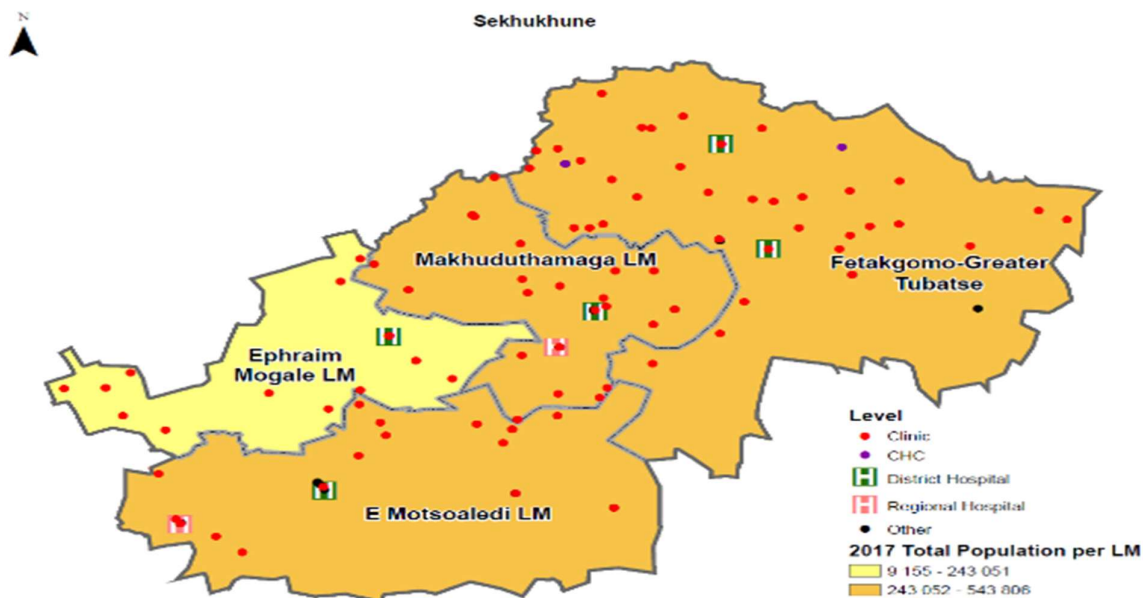 N
Sekhukhune
Makhuduthamaga LM
Fetakgomo-Greater
Tubatse
Ephraim
Mogale LM
E Motsoaledi LM
Level
Clinic
CHC
District Hospital
Regional Hospital
Other
2017 Total Population per LM
9 155 - 243 051
243 052 - 543 806